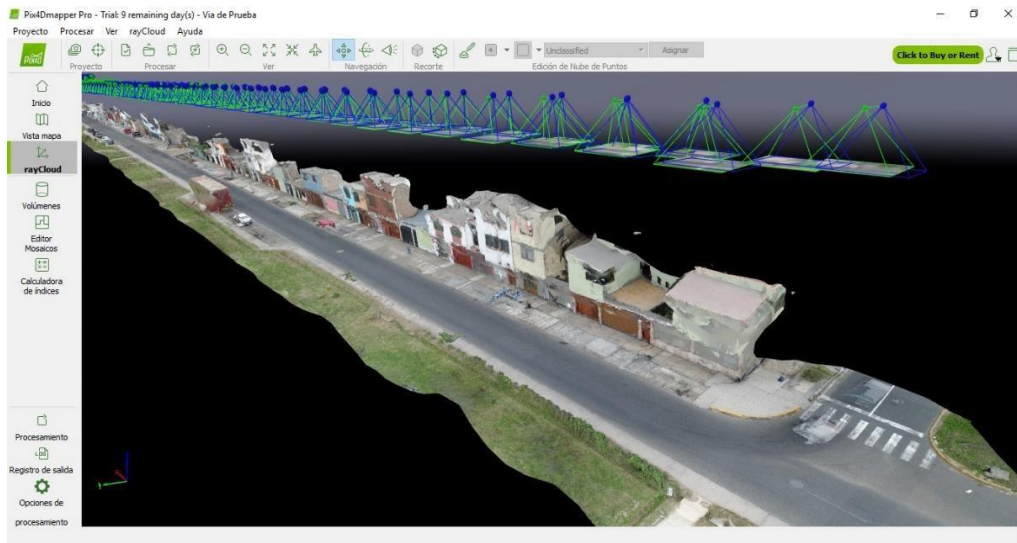 Pix4Dmapper Pro - Trial: 9 remaining day(s) - Via de Prueba
Proyecto Procesar Ver rayCloud Ayuda
Pix4D
Unclassified Asignar
Click to Buy or Rent
Proyecto Procesar Ver Navegación Recorte Edición de Nube de Puntos
Inicio
Vista mapa
rayCloud
Volúmenes
Editor
Mosaicos
Calculadora
de índices
Procesamiento
Registro de salida
Opciones de
procesamiento